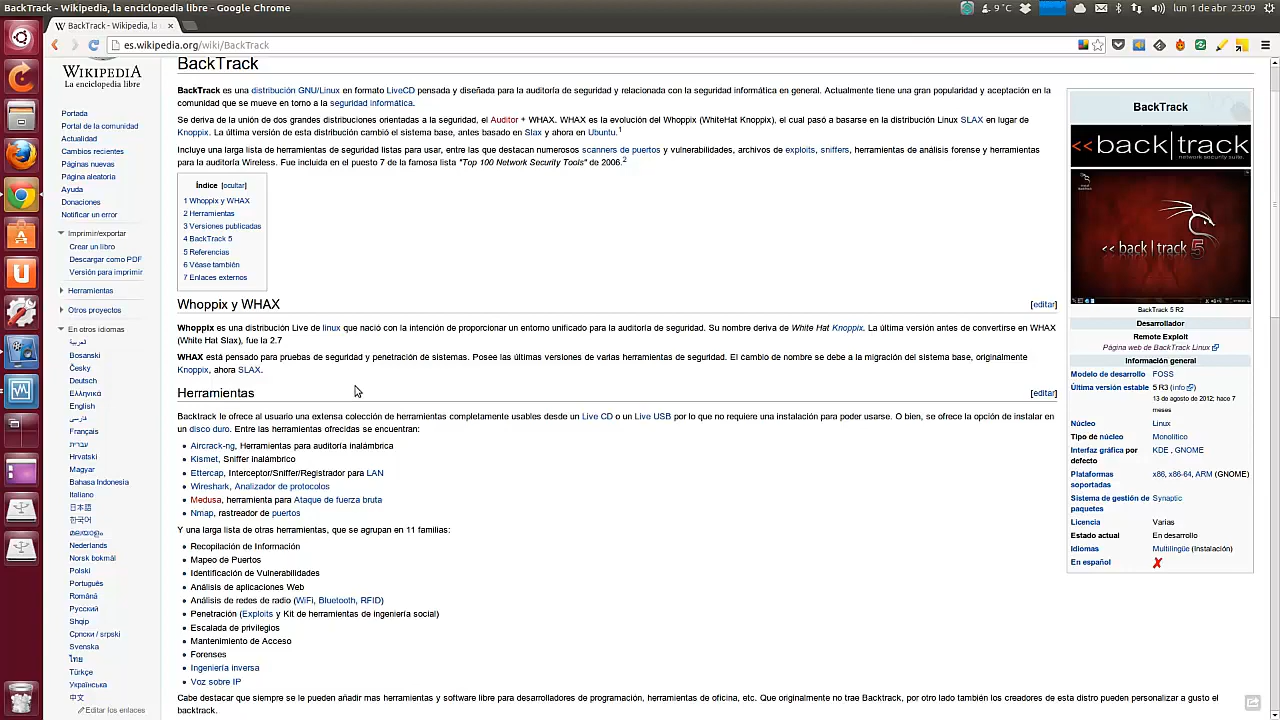 BackTrack - Wikipedia, la enciclopedia libre - Google Chrome
9 °C
lun 1 de abr 23:09
BackTrack - Wikipedia, la
es.wikipedia.org/wiki/BackTrack
WIKIPEDIA
La enciclopedia libre
Portada
Portal de la comunidad
Actualidad
Cambios recientes
Páginas nuevas
Página aleatoria
Ayuda
Donaciones
Notificar un error
Imprimir/exportar
Crear un libro
Descargar como PDF
Versión para imprimir
Herramientas
Otros proyectos
En otros idiomas
العربية
Bosanski
Česky
Deutsch
Ελληνικά
English
فارسی
Français
עברית
Hrvatski
Magyar
Bahasa Indonesia
Italiano
日本語
한국어
മലയാളം
Nederlands
Norsk bokmål
Polski
Português
Română
Русский
Shqip
Српски / srpski
Svenska
ไทย
Türkçe
Українська
中文
Editar los enlaces
BackTrack
BackTrack es una distribución GNU/Linux en formato LiveCD pensada y diseñada para la auditoría de seguridad y relacionada con la seguridad informática en general. Actualmente tiene una gran popularidad y aceptación en la
comunidad que se mueve en torno a la seguridad informática.
Se deriva de la unión de dos grandes distribuciones orientadas a la seguridad, el Auditor + WHAX. WHAX es la evolución del Whoppix (WhiteHat Knoppix), el cual pasó a basarse en la distribución Linux SLAX en lugar de
Knoppix. La última versión de esta distribución cambió el sistema base, antes basado en Slax y ahora en Ubuntu.1
Incluye una larga lista de herramientas de seguridad listas para usar, entre las que destacan numerosos scanners de puertos y vulnerabilidades, archivos de exploits, sniffers, herramientas de análisis forense y herramientas
para la auditoría Wireless. Fue incluida en el puesto 7 de la famosa lista "Top 100 Network Security Tools" de 2006.2
Índice [ocultar]
1 Whoppix y WHAX
2 Herramientas
3 Versiones publicadas
4 BackTrack 5
5 Referencias
6 Véase también
7 Enlaces externos
Whoppix y WHAX [editar]
Whoppix es una distribución Live de linux que nació con la intención de proporcionar un entorno unificado para la auditoría de seguridad. Su nombre deriva de White Hat Knoppix. La última versión antes de convertirse en WHAX
(White Hat Slax), fue la 2.7
WHAX está pensado para pruebas de seguridad y penetración de sistemas. Posee las últimas versiones de varias herramientas de seguridad. El cambio de nombre se debe a la migración del sistema base, originalmente
Knoppix, ahora SLAX.
Herramientas [editar]
Backtrack le ofrece al usuario una extensa colección de herramientas completamente usables desde un Live CD o un Live USB por lo que no requiere una instalación para poder usarse. O bien, se ofrece la opción de instalar en
un disco duro. Entre las herramientas ofrecidas se encuentran:
Aircrack-ng, Herramientas para auditoría inalámbrica
Kismet, Sniffer inalámbrico
Ettercap, Interceptor/Sniffer/Registrador para LAN
Wireshark, Analizador de protocolos
Medusa, herramienta para Ataque de fuerza bruta
Nmap, rastreador de puertos
Y una larga lista de otras herramientas, que se agrupan en 11 familias:
Recopilación de Información
Mapeo de Puertos
Identificación de Vulnerabilidades
Análisis de aplicaciones Web
Análisis de redes de radio (WiFi, Bluetooth, RFID)
Penetración (Exploits y Kit de herramientas de ingeniería social)
Escalada de privilegios
Mantenimiento de Acceso
Forenses
Ingeniería inversa
Voz sobre IP
Cabe destacar que siempre se le pueden añadir mas herramientas y software libre para desarrolladores de programación, herramientas de oficina, etc. Que originalmente no trae Backtrack, por otro lado también los creadores de esta distro pueden personalizar a gusto el
backtrack.
BackTrack
<<back|track
network security suite.
<< back | track 5
BackTrack 5 R2
Desarrollador
Remote Exploit
Página web de BackTrack Linux
Información general
Modelo de desarrollo FOSS
Última versión estable 5 R3 (info)
13 de agosto de 2012; hace 7
meses
Núcleo Linux
Tipo de núcleo Monolítico
Interfaz gráfica por KDE , GNOME
defecto
Plataformas x86, x86-64, ARM (GNOME)
soportadas
Sistema de gestión de Synaptic
paquetes
Licencia Varias
Estado actual En desarrollo
Idiomas Multilingüe (Instalación)
En español